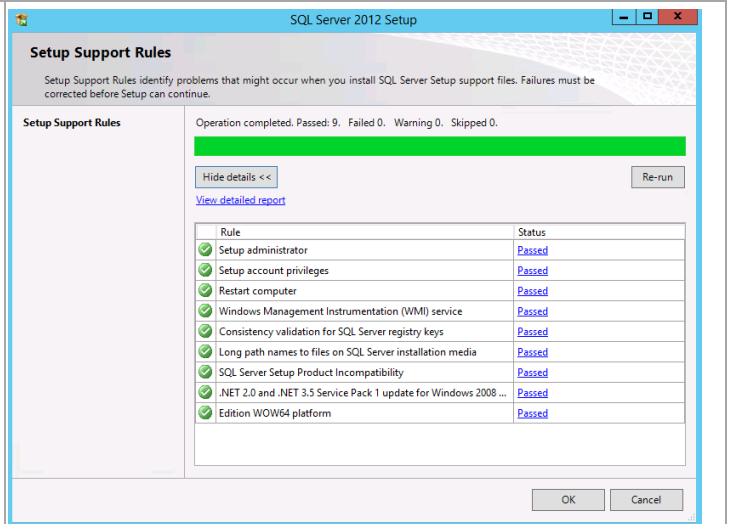 SQL Server 2012 Setup
Setup Support Rules
Setup Support Rules identify problems that might occur when you install SQL Server Setup support files. Failures must be
corrected before Setup can continue.
Setup Support Rules
Operation completed. Passed: 9. Failed 0. Warning 0. Skipped 0.
Hide details <<
Re-run
View detailed report
Rule Status
Setup administrator Passed
Setup account privileges Passed
Restart computer Passed
Windows Management Instrumentation (WMI) service Passed
Consistency validation for SQL Server registry keys Passed
Long path names to files on SQL Server installation media Passed
SQL Server Setup Product Incompatibility Passed
.NET 2.0 and .NET 3.5 Service Pack 1 update for Windows 2008 ... Passed
Edition WOW64 platform Passed
OK Cancel